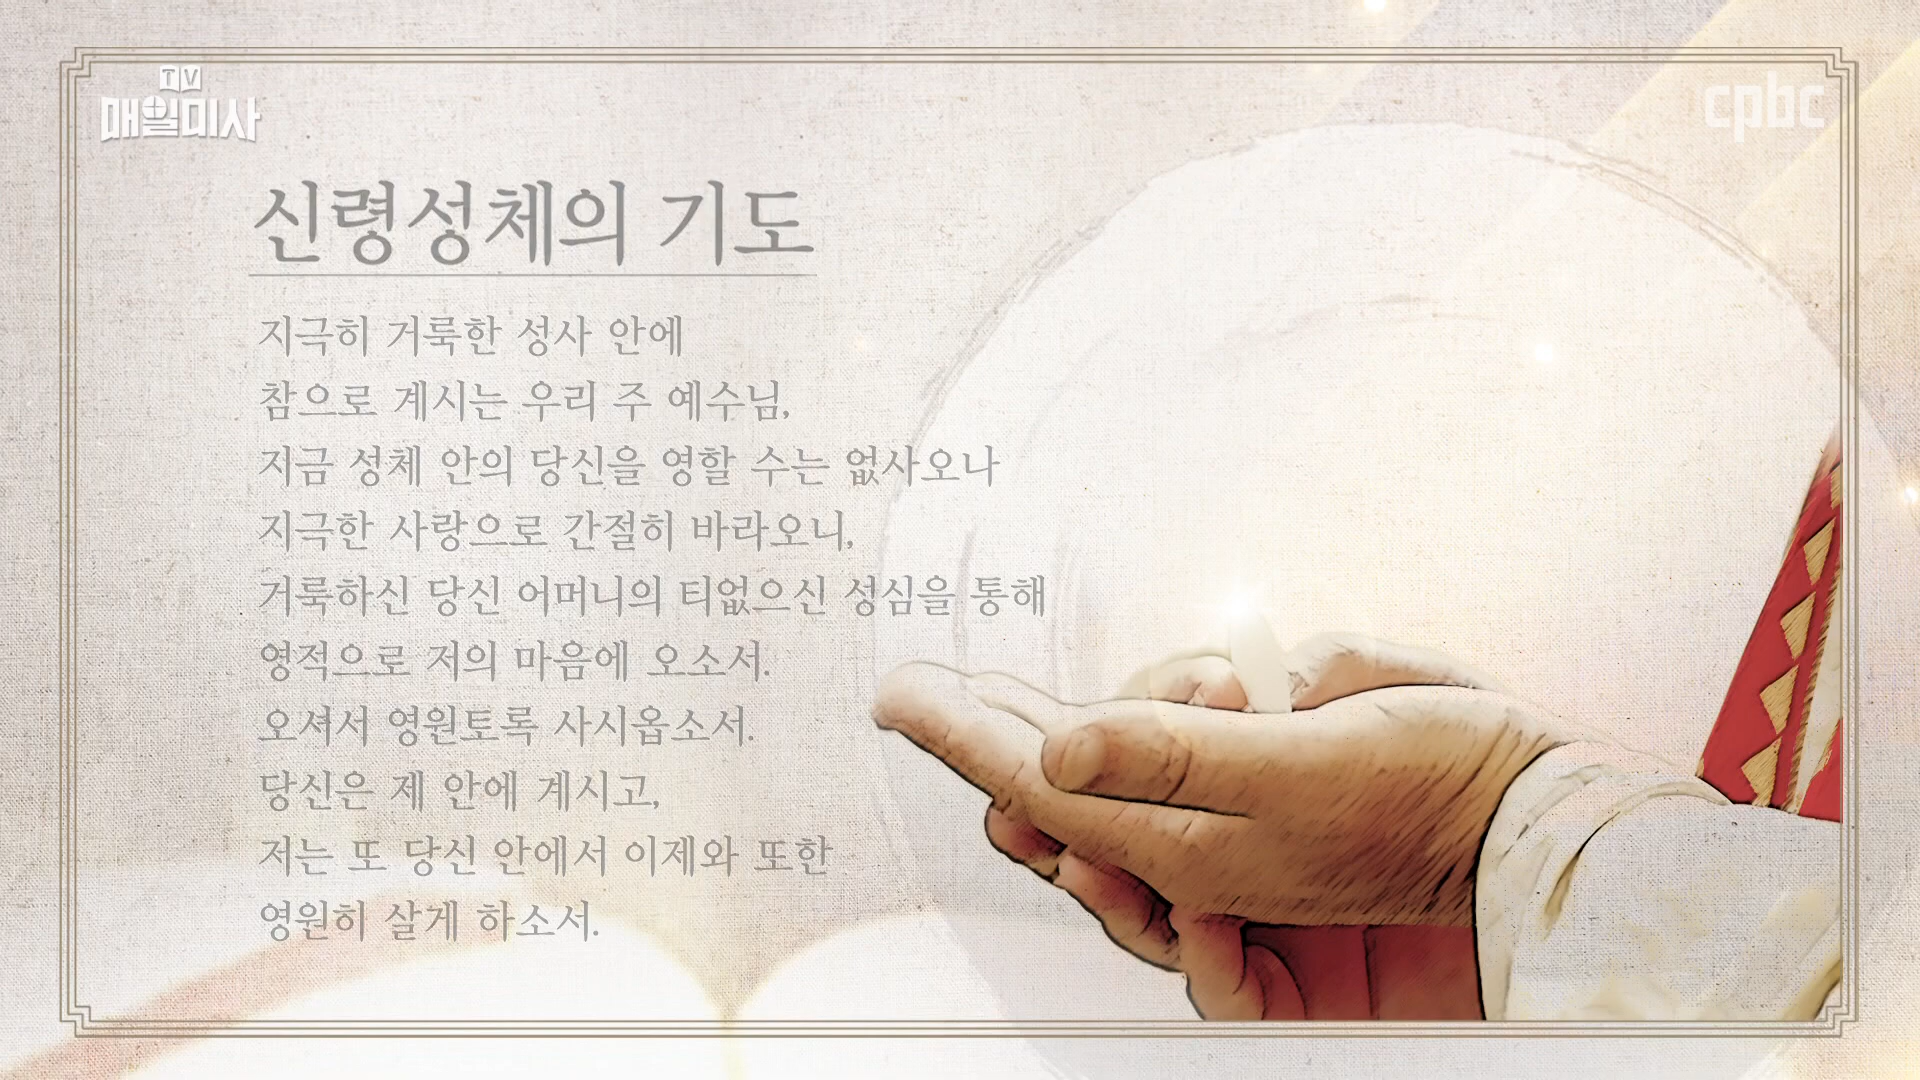 TV
매일미사
cpbc
신령성체의 기도
지극히 거룩한 성사 안에
참으로 계시는 우리 주 예수님,
지금 성체 안의 당신을 영할 수는 없사오나
지극한 사랑으로 간절히 바라오니,
거룩하신 당신 어머니의 티없으신 성심을 통해
영적으로 저의 마음에 오소서.
오셔서 영원토록 사시옵소서.
당신은 제 안에 계시고,
저는 또 당신 안에서 이제와 또한
영원히 살게 하소서.